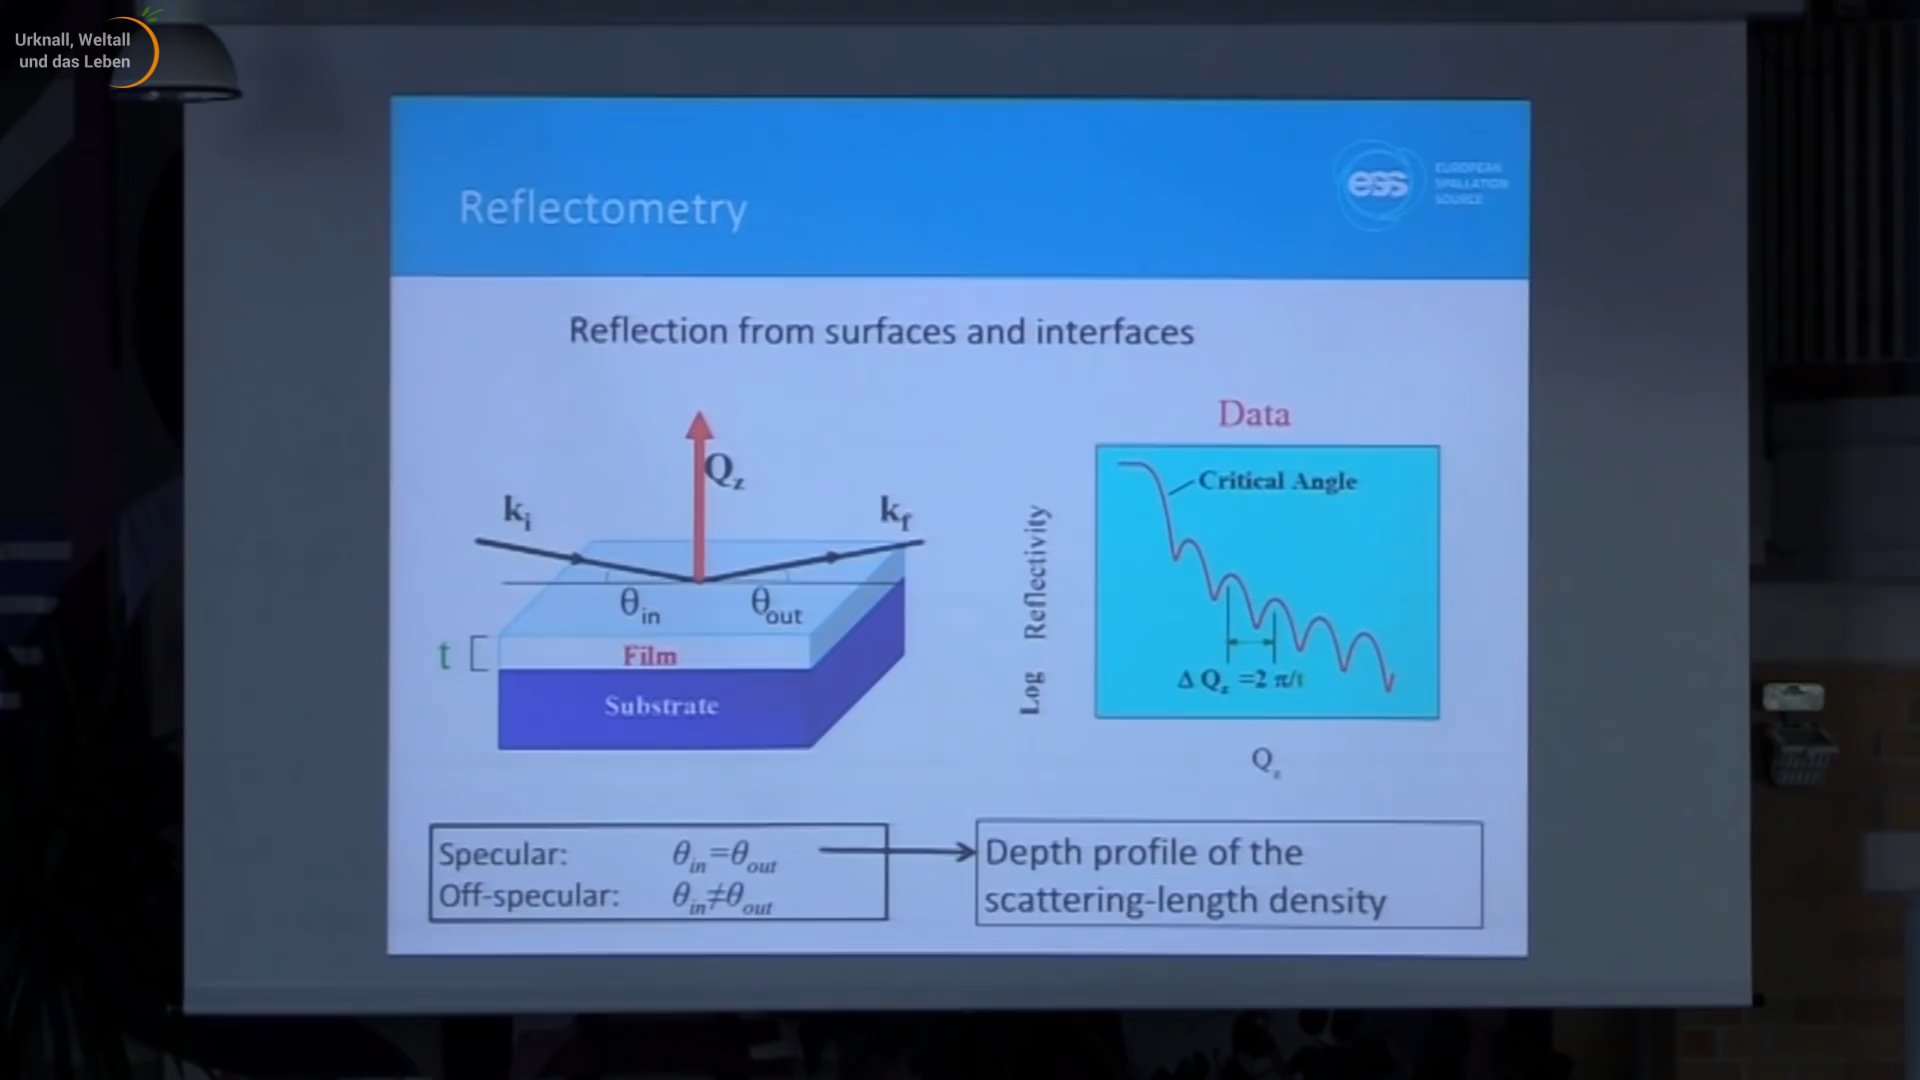 Urknall, Weltall
und das Leben
ess
EUROPEAN
SPALLATION
SOURCE
Reflectometry
Reflection from surfaces and interfaces
Qz
ki
kf
θin
θout
t
Film
Substrate
Data
Critical Angle
Log Reflectivity
Δ Qz =2 π/t
Qz
Specular: θin=θout
Off-specular: θin≠θout
Depth profile of the
scattering-length density